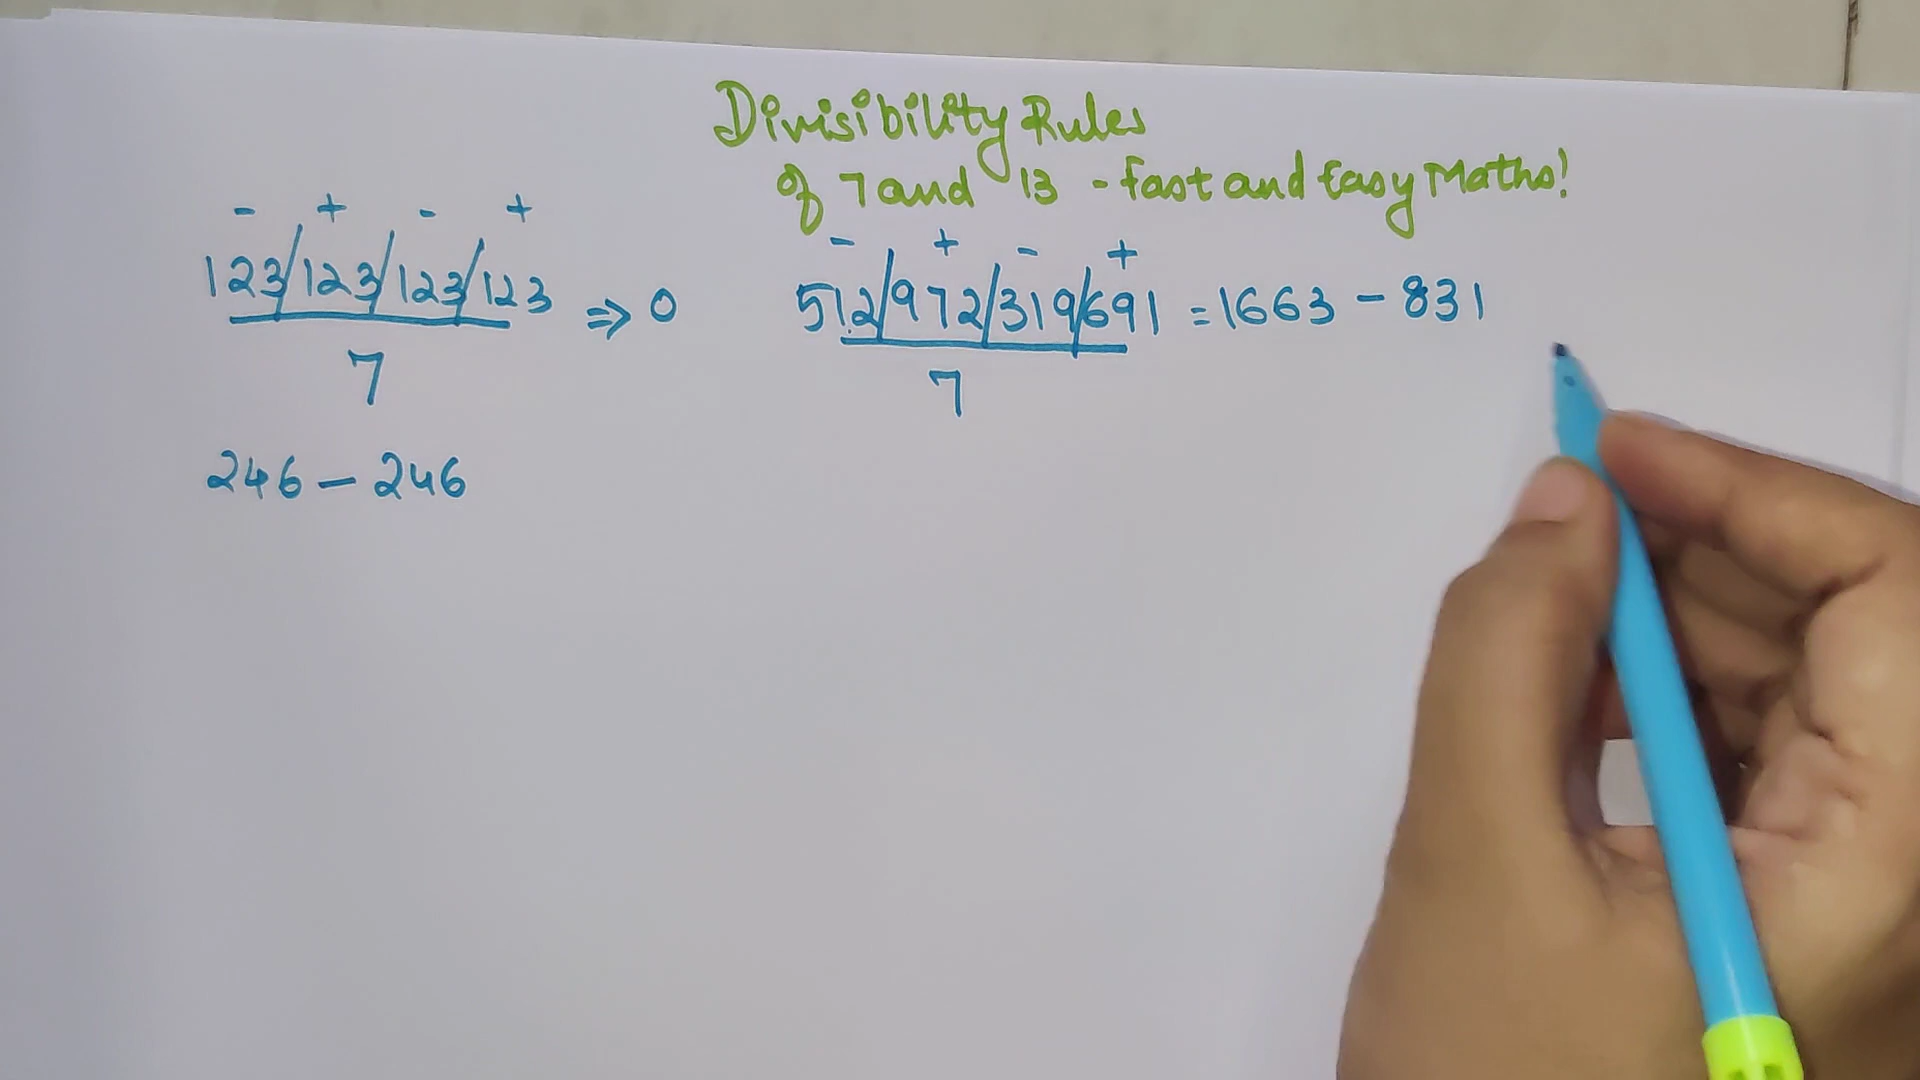 Divisibility Rules
of 7 and 13 - fast and Easy Maths!
- + - +
123/123/123/123 ⇒ 0
7
246 - 246
- + - +
512/972/319/691 = 1663 - 831
7